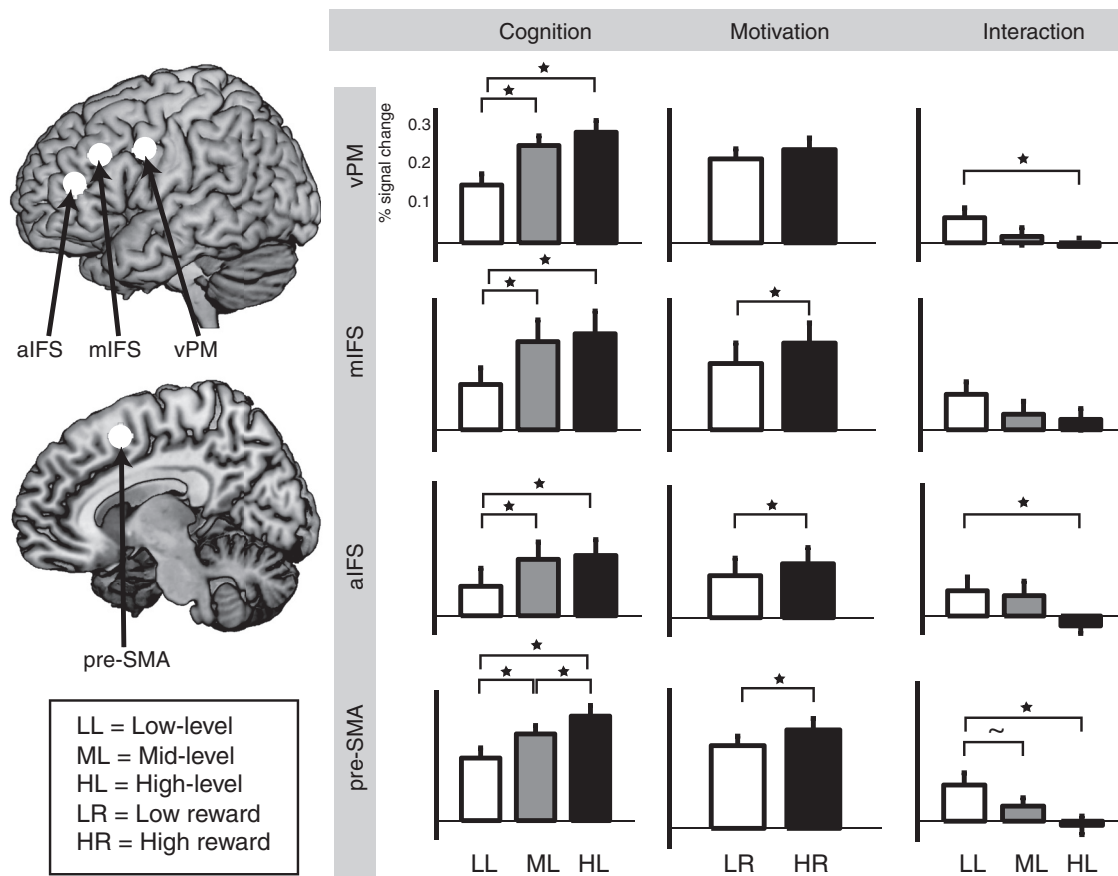 Cognition Motivation Interaction
vPM
% signal change
0.3
0.2
0.1
★
★
★
aIFS mIFS vPM
mIFS
★
★
★
pre-SMA
aIFS
★
★
★
★
pre-SMA
★
★ ★
★
★
~
LL = Low-level
ML = Mid-level
HL = High-level
LR = Low reward
HR = High reward
LL ML HL LR HR LL ML HL